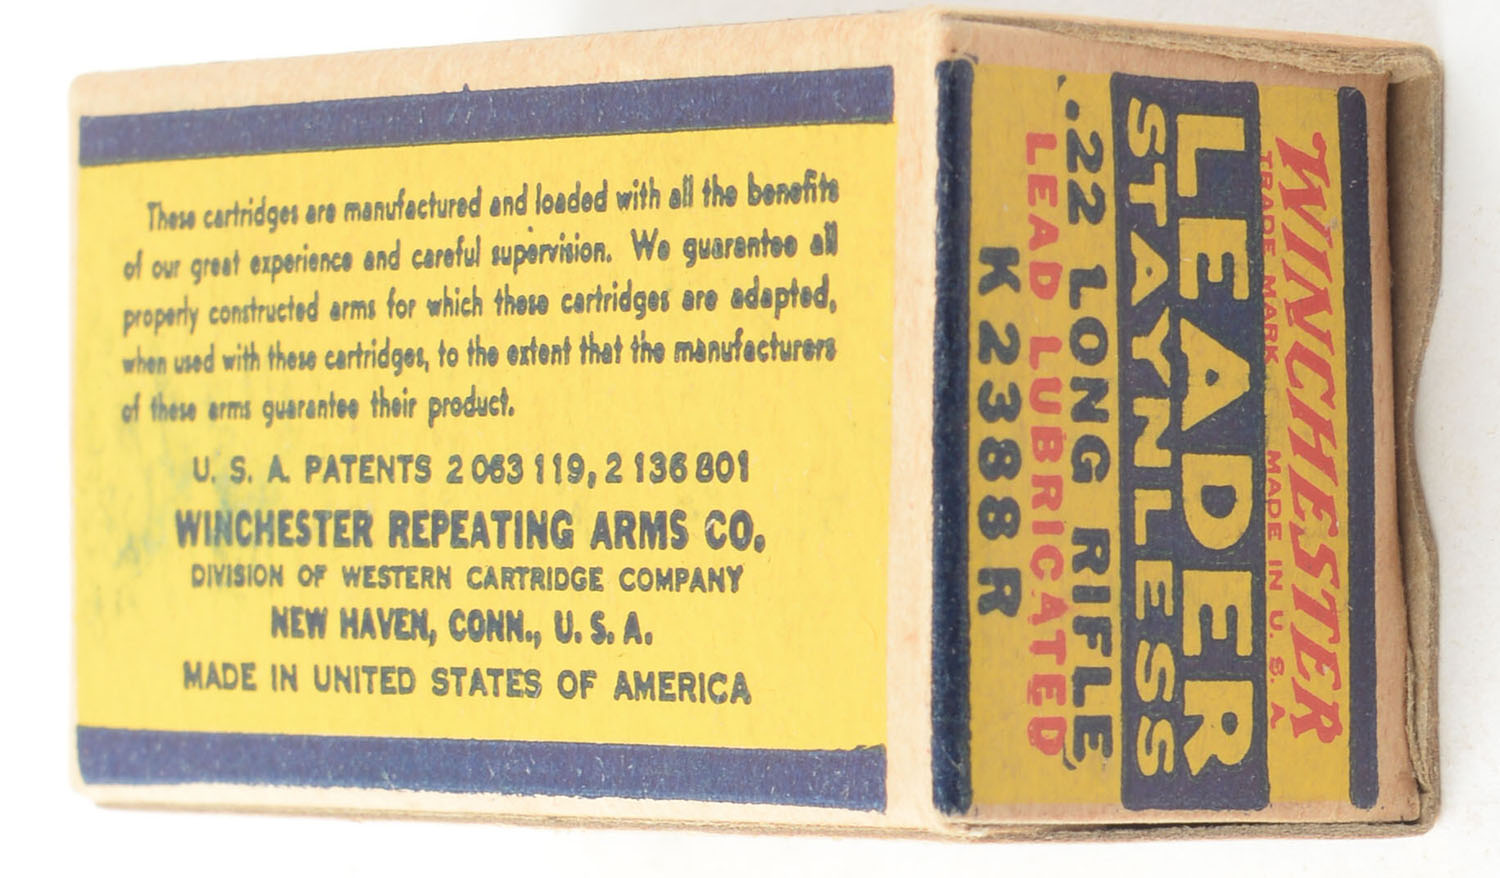 These cartridges are manufactured and loaded with all the benefits
of our great experience and careful supervision. We guarantee all
properly constructed arms for which these cartridges are adapted,
when used with these cartridges, to the extent that the manufacturers
of these arms guarantee their product.
U. S. A. PATENTS 2 063 119, 2 136 801
WINCHESTER REPEATING ARMS CO.
DIVISION OF WESTERN CARTRIDGE COMPANY
NEW HAVEN, CONN., U. S. A.
MADE IN UNITED STATES OF AMERICA
WINCHESTER
TRADE MARK MADE IN U. S. A.
LEADER
STAYNLESS
.22 LONG RIFLE
LEAD LUBRICATED
K 2388 R